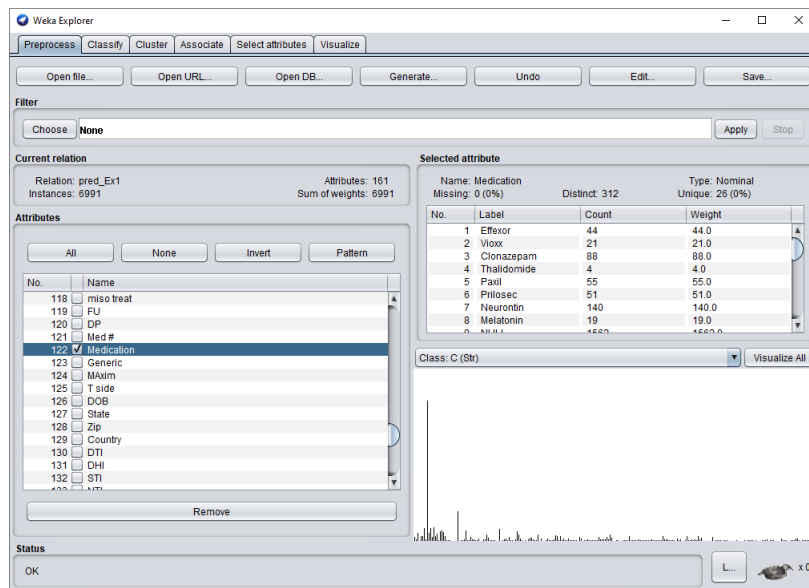 Weka Explorer
Preprocess Classify Cluster Associate Select attributes Visualize
Open file... Open URL... Open DB... Generate... Undo Edit... Save...
Filter
Choose None Apply Stop
Current relation
Relation: pred_Ex1 Attributes: 161
Instances: 6991 Sum of weights: 6991
Attributes
All None Invert Pattern
No. Name
118 miso treat
119 FU
120 DP
121 Med #
122 Medication
123 Generic
124 MAxim
125 T side
126 DOB
127 State
128 Zip
129 Country
130 DTI
131 DHI
132 STI
Remove
Selected attribute
Name: Medication Type: Nominal
Missing: 0 (0%) Distinct: 312 Unique: 26 (0%)
No. Label Count Weight
1 Effexor 44 44.0
2 Vioxx 21 21.0
3 Clonazepam 88 88.0
4 Thalidomide 4 4.0
5 Paxil 55 55.0
6 Prilosec 51 51.0
7 Neurontin 140 140.0
8 Melatonin 19 19.0
9 NULL 1562 1562.0
Class: C (Str) Visualize All
Status
OK
L... x 0